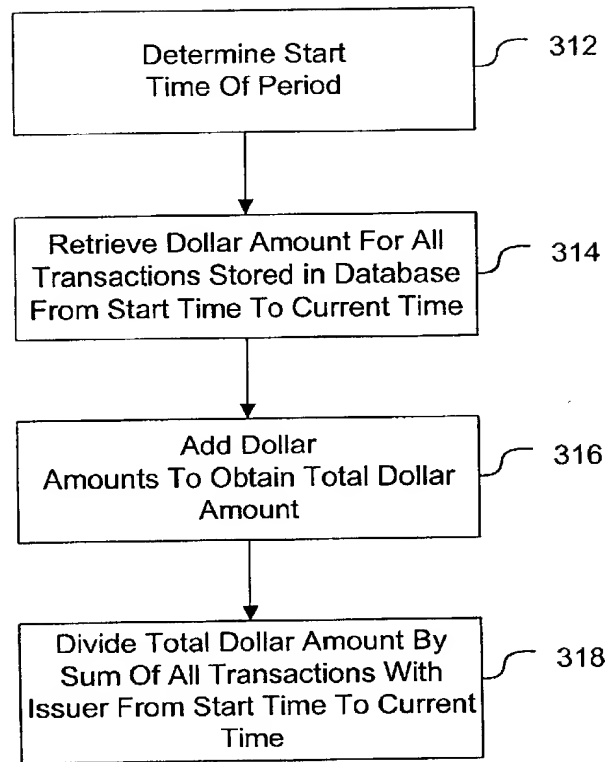 Determine Start
Time Of Period
312
Retrieve Dollar Amount For All
Transactions Stored in Database
From Start Time To Current Time
314
Add Dollar
Amounts To Obtain Total Dollar
Amount
316
Divide Total Dollar Amount By
Sum Of All Transactions With
Issuer From Start Time To Current
Time
318